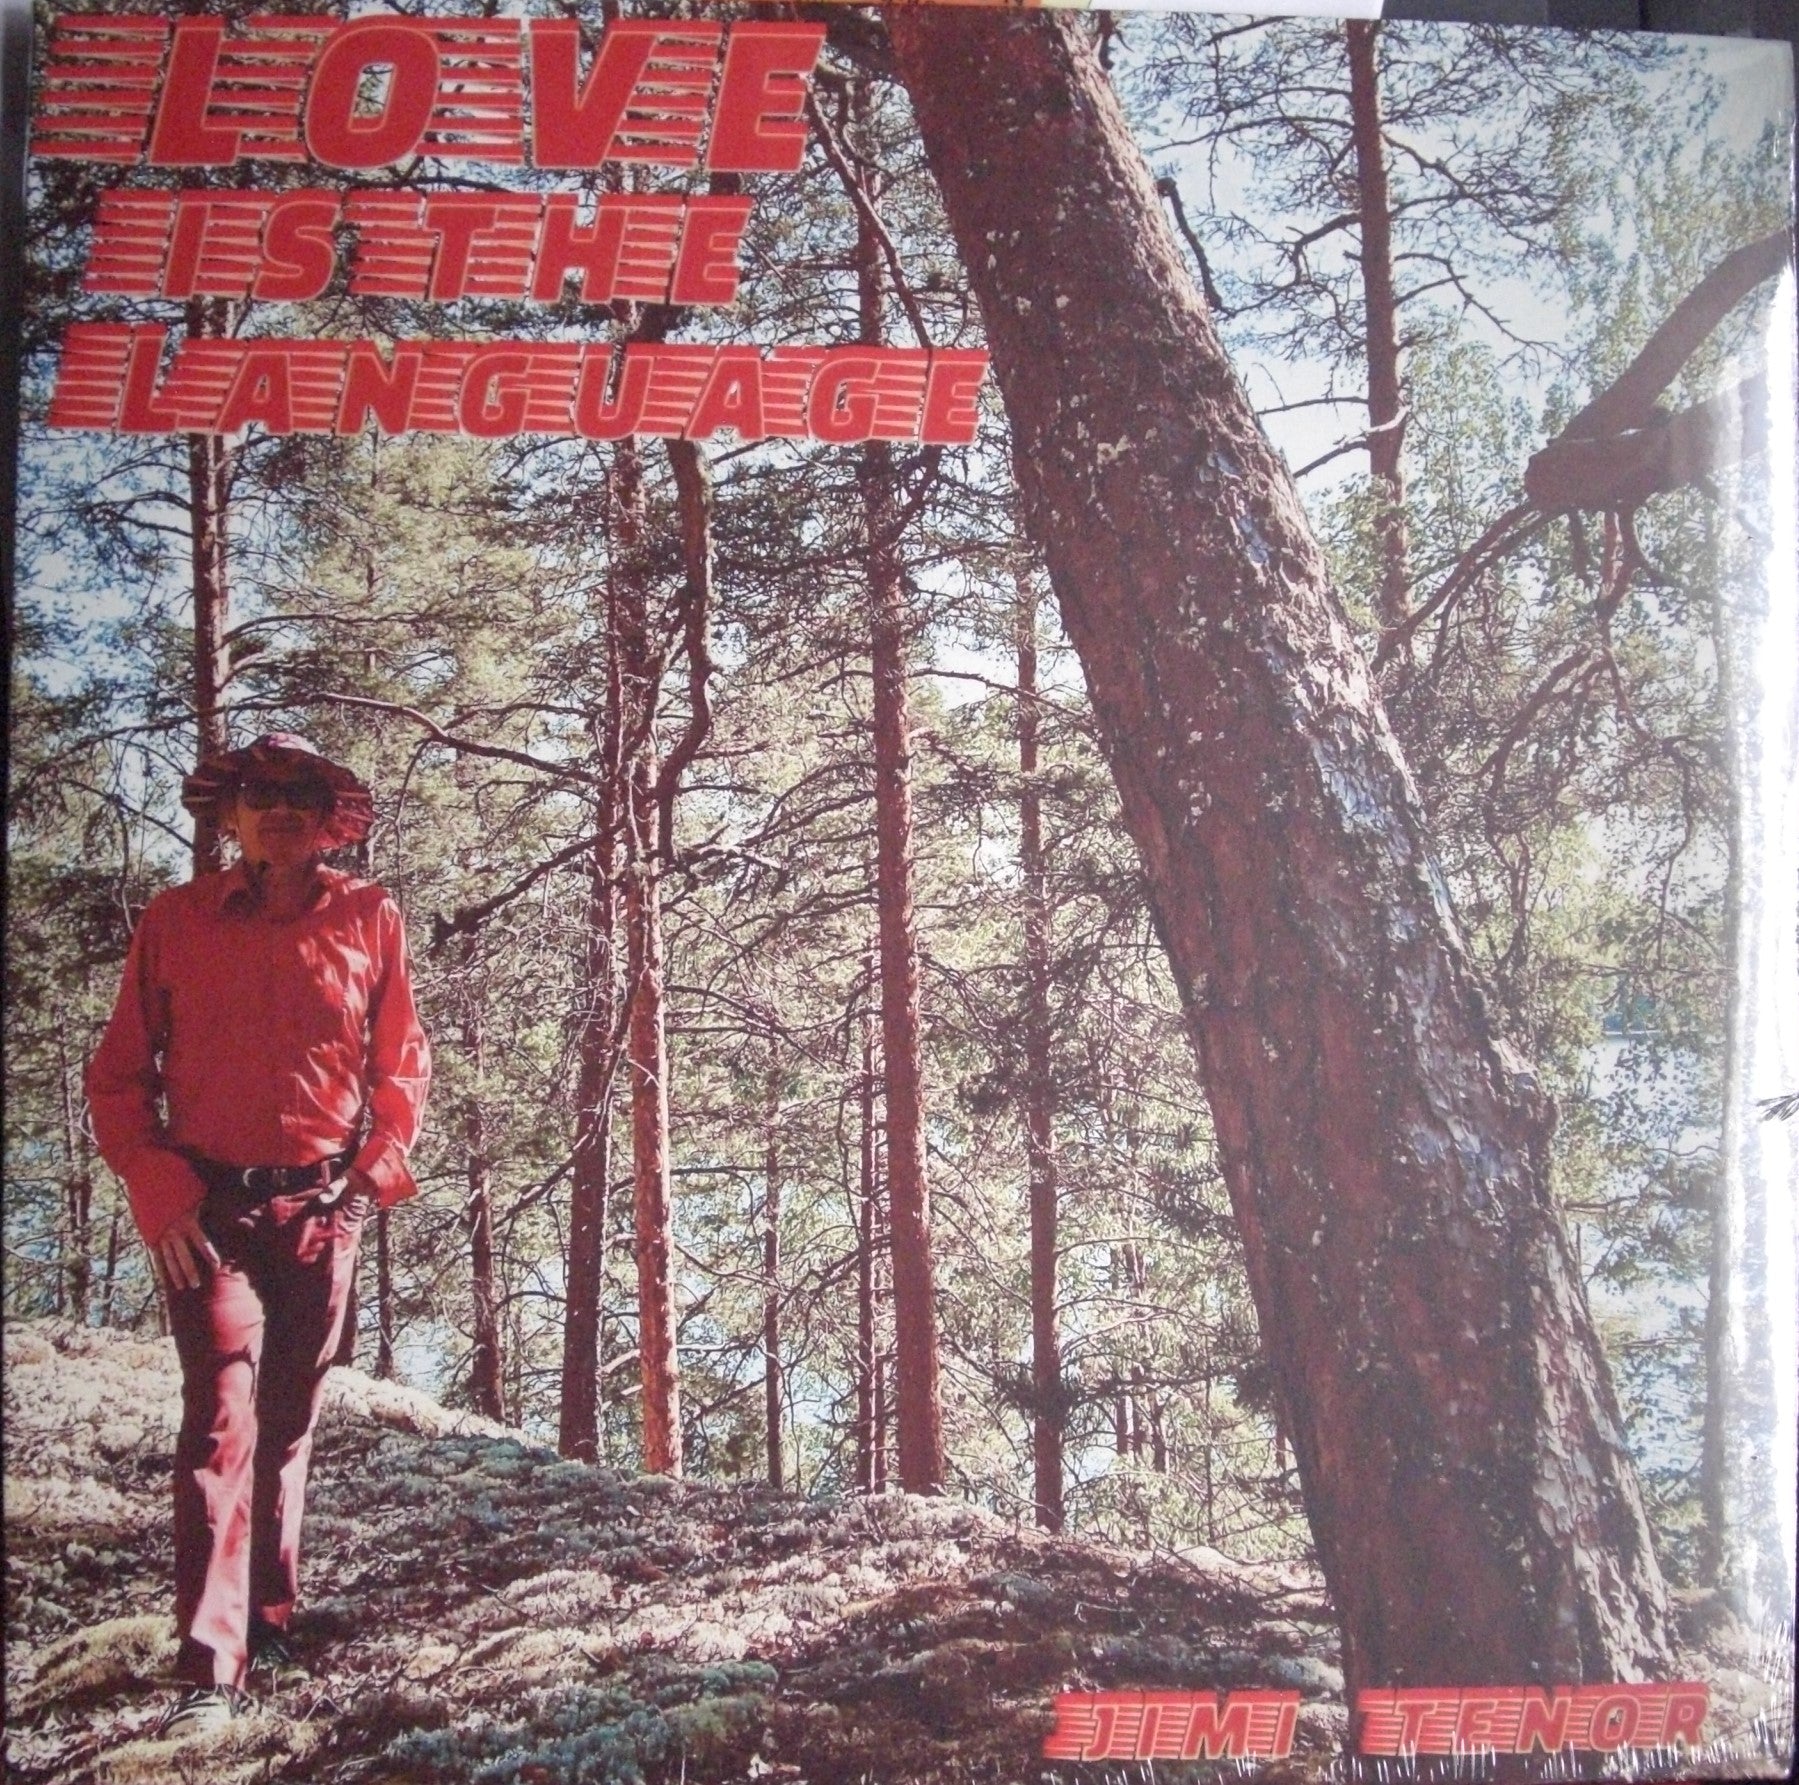 LOVE
IS THE
LANGUAGE
JIMI TENOR